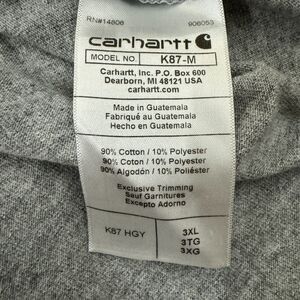 RN#14806 906053
carhartt
MODEL NO. K87-M
Carhartt, Inc. P.O. Box 600
Dearborn, MI 48121 USA
carhartt.com
Made in Guatemala
Fabriqué au Guatemala
Hecho en Guatemala
90% Cotton / 10% Polyester
90% Coton / 10% Polyester
90% Algodón / 10% Poliéster
Exclusive Trimming
Sauf Garnitures
Excepto Adorno
K87 HGY 3XL
3TG
3XG